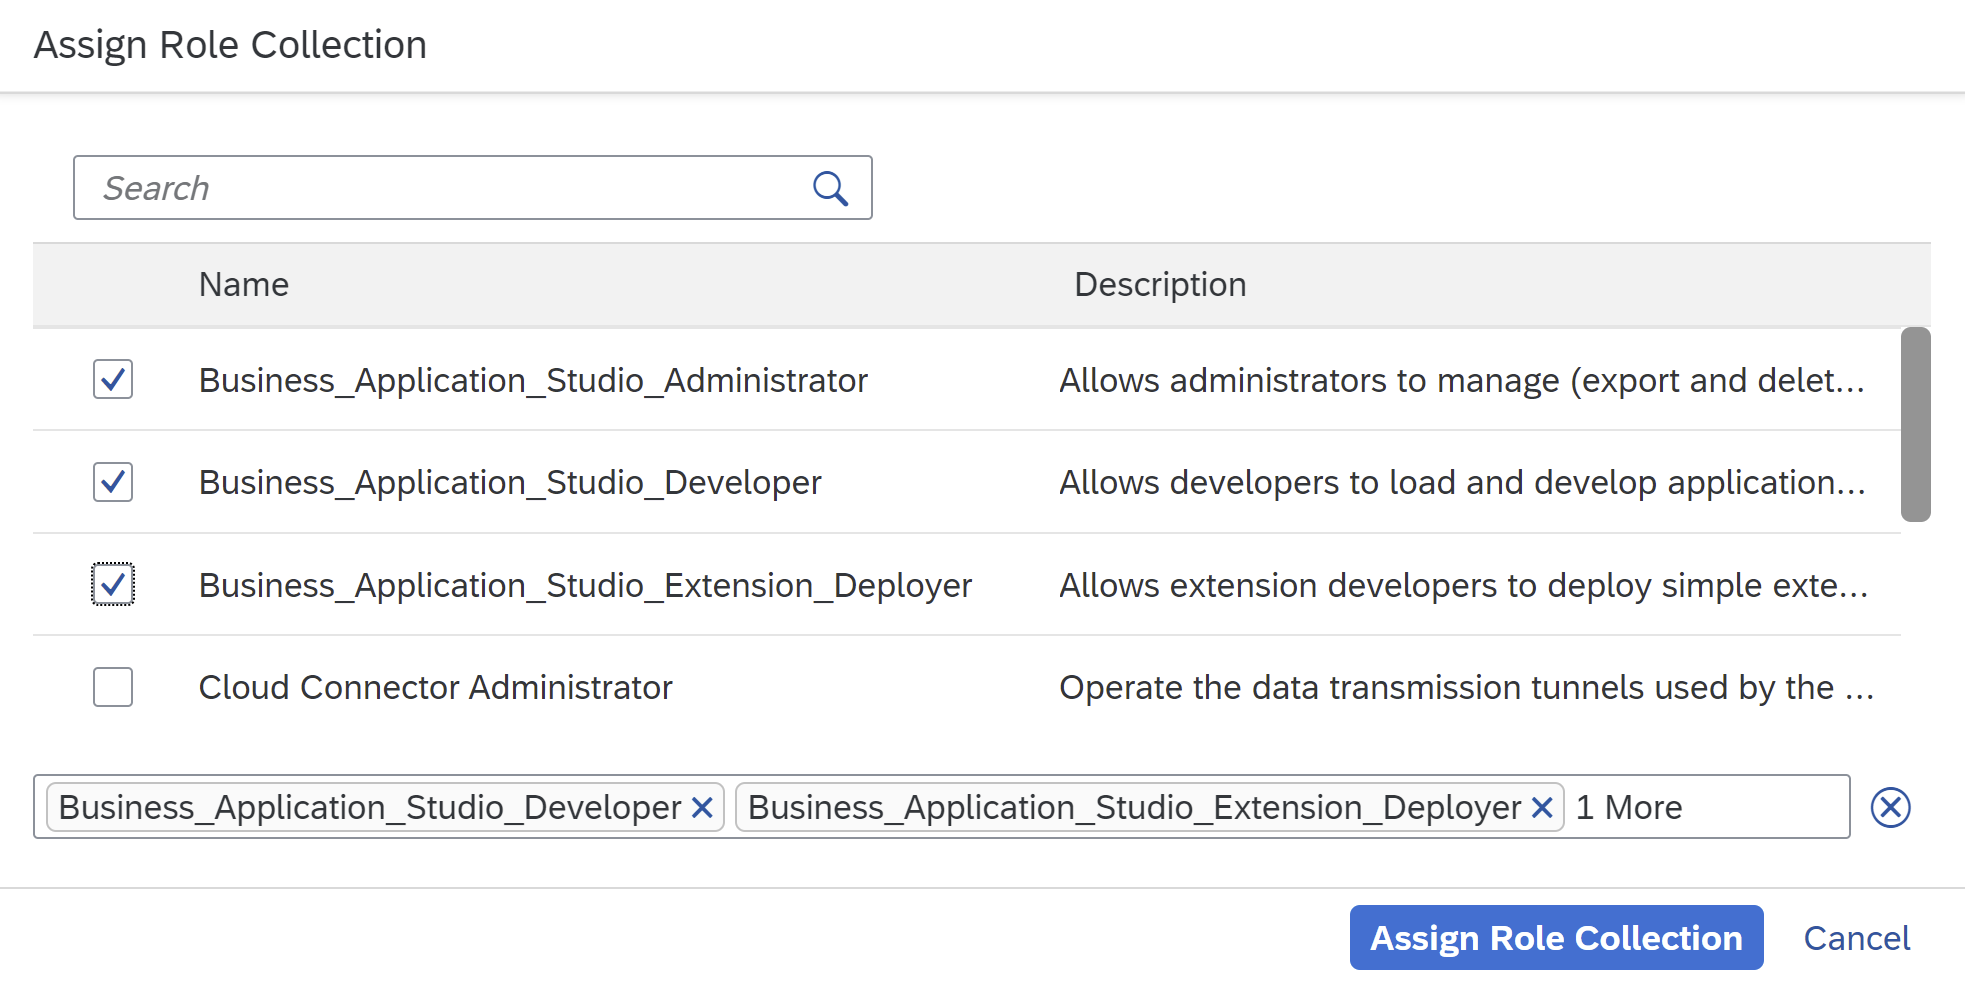 Assign Role Collection
Search
Name Description
Business_Application_Studio_Administrator Allows administrators to manage (export and delet...
Business_Application_Studio_Developer Allows developers to load and develop application...
Business_Application_Studio_Extension_Deployer Allows extension developers to deploy simple exte...
Cloud Connector Administrator Operate the data transmission tunnels used by the ...
Business_Application_Studio_Developer Business_Application_Studio_Extension_Deployer 1 More
Assign Role Collection Cancel